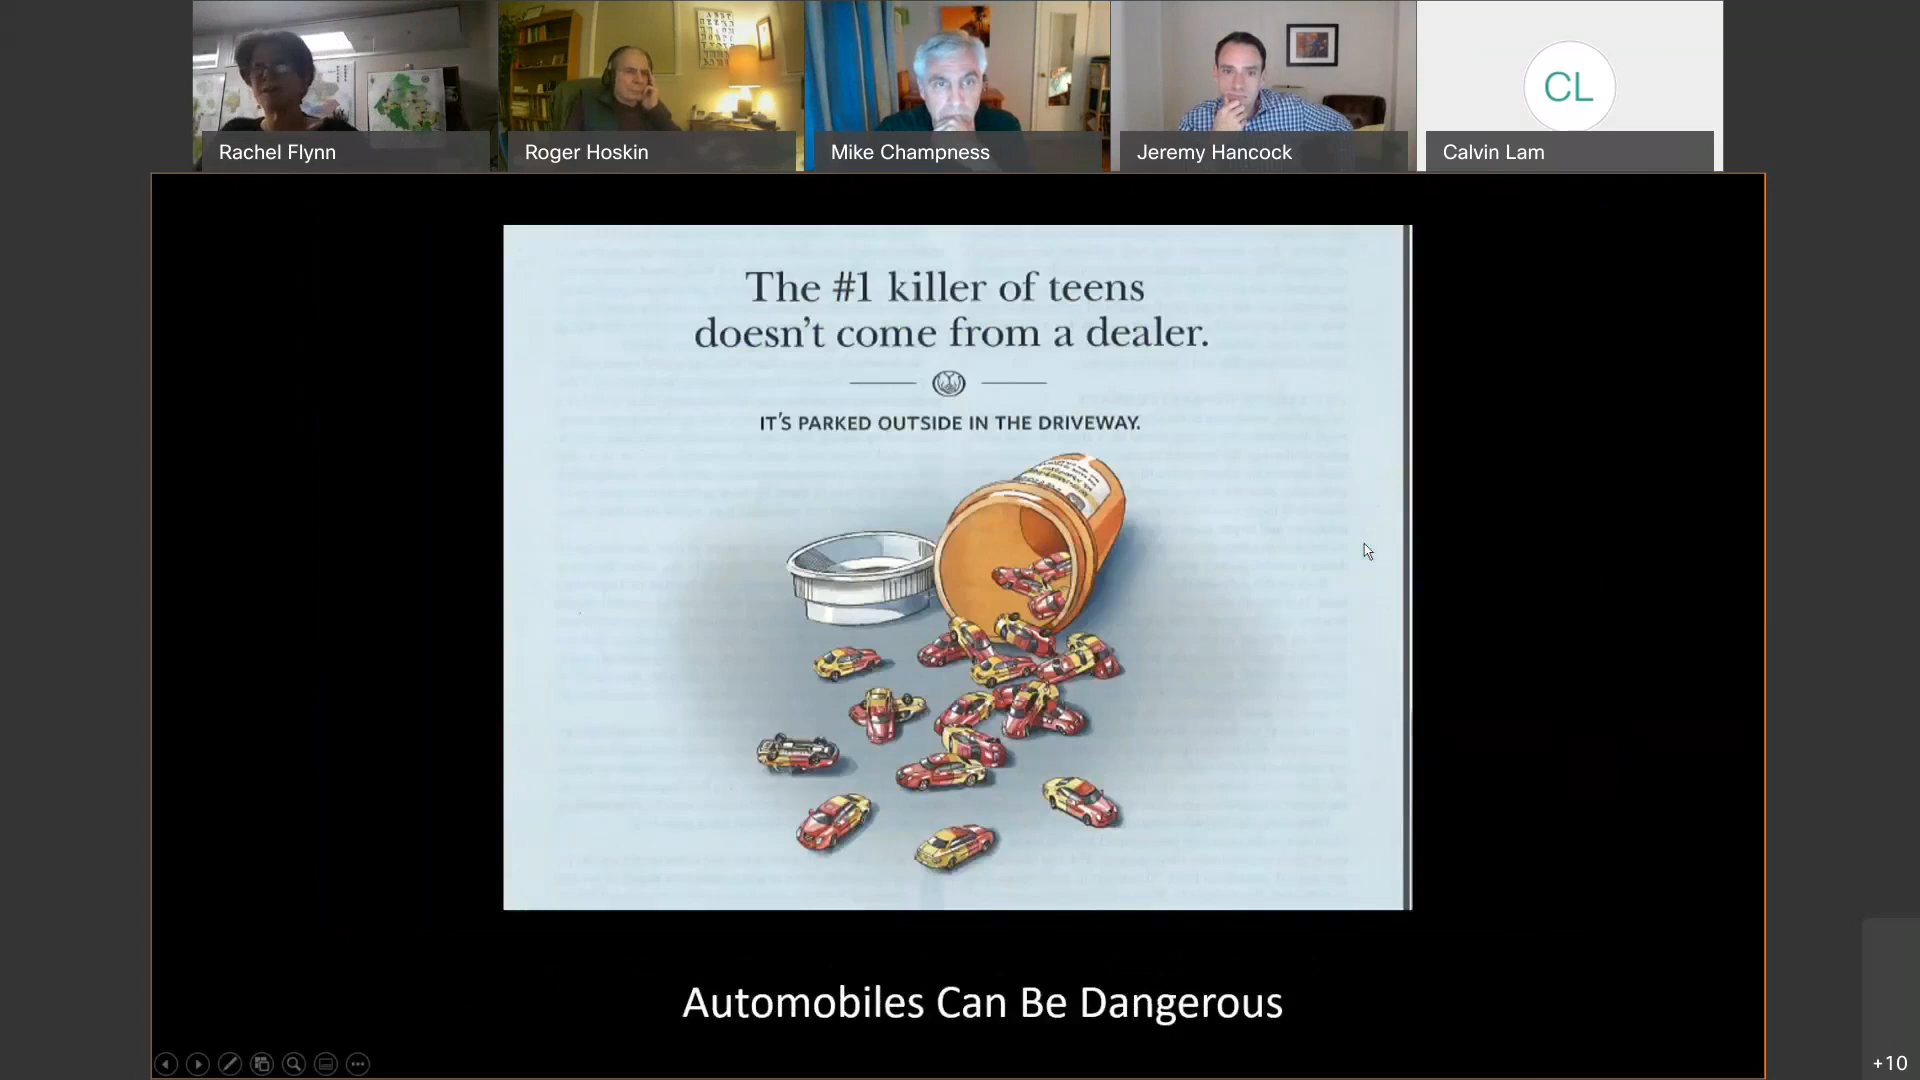 Rachel Flynn
Roger Hoskin
Mike Champness
Jeremy Hancock
CL
Calvin Lam
The #1 killer of teens
doesn't come from a dealer.
IT'S PARKED OUTSIDE IN THE DRIVEWAY.
Automobiles Can Be Dangerous
+10